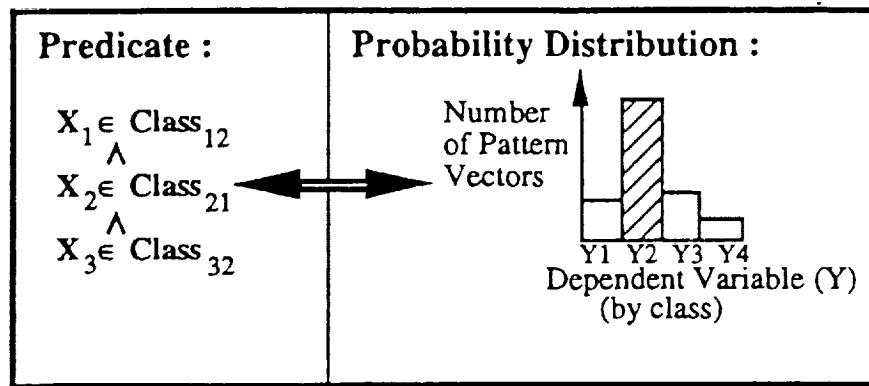 Predicate :
X1 ∈ Class12
∧
X2 ∈ Class21
∧
X3 ∈ Class32
Probability Distribution :
Number
of Pattern
Vectors
Y1 Y2 Y3 Y4
Dependent Variable (Y)
(by class)